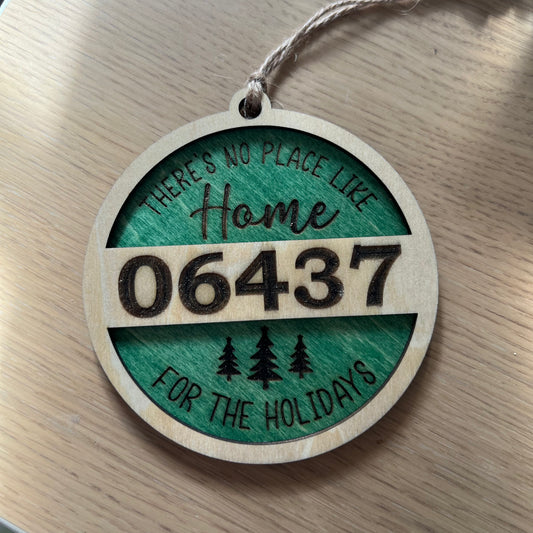 THERE'S NO PLACE LIKE
Home
06437
FOR THE HOLIDAYS